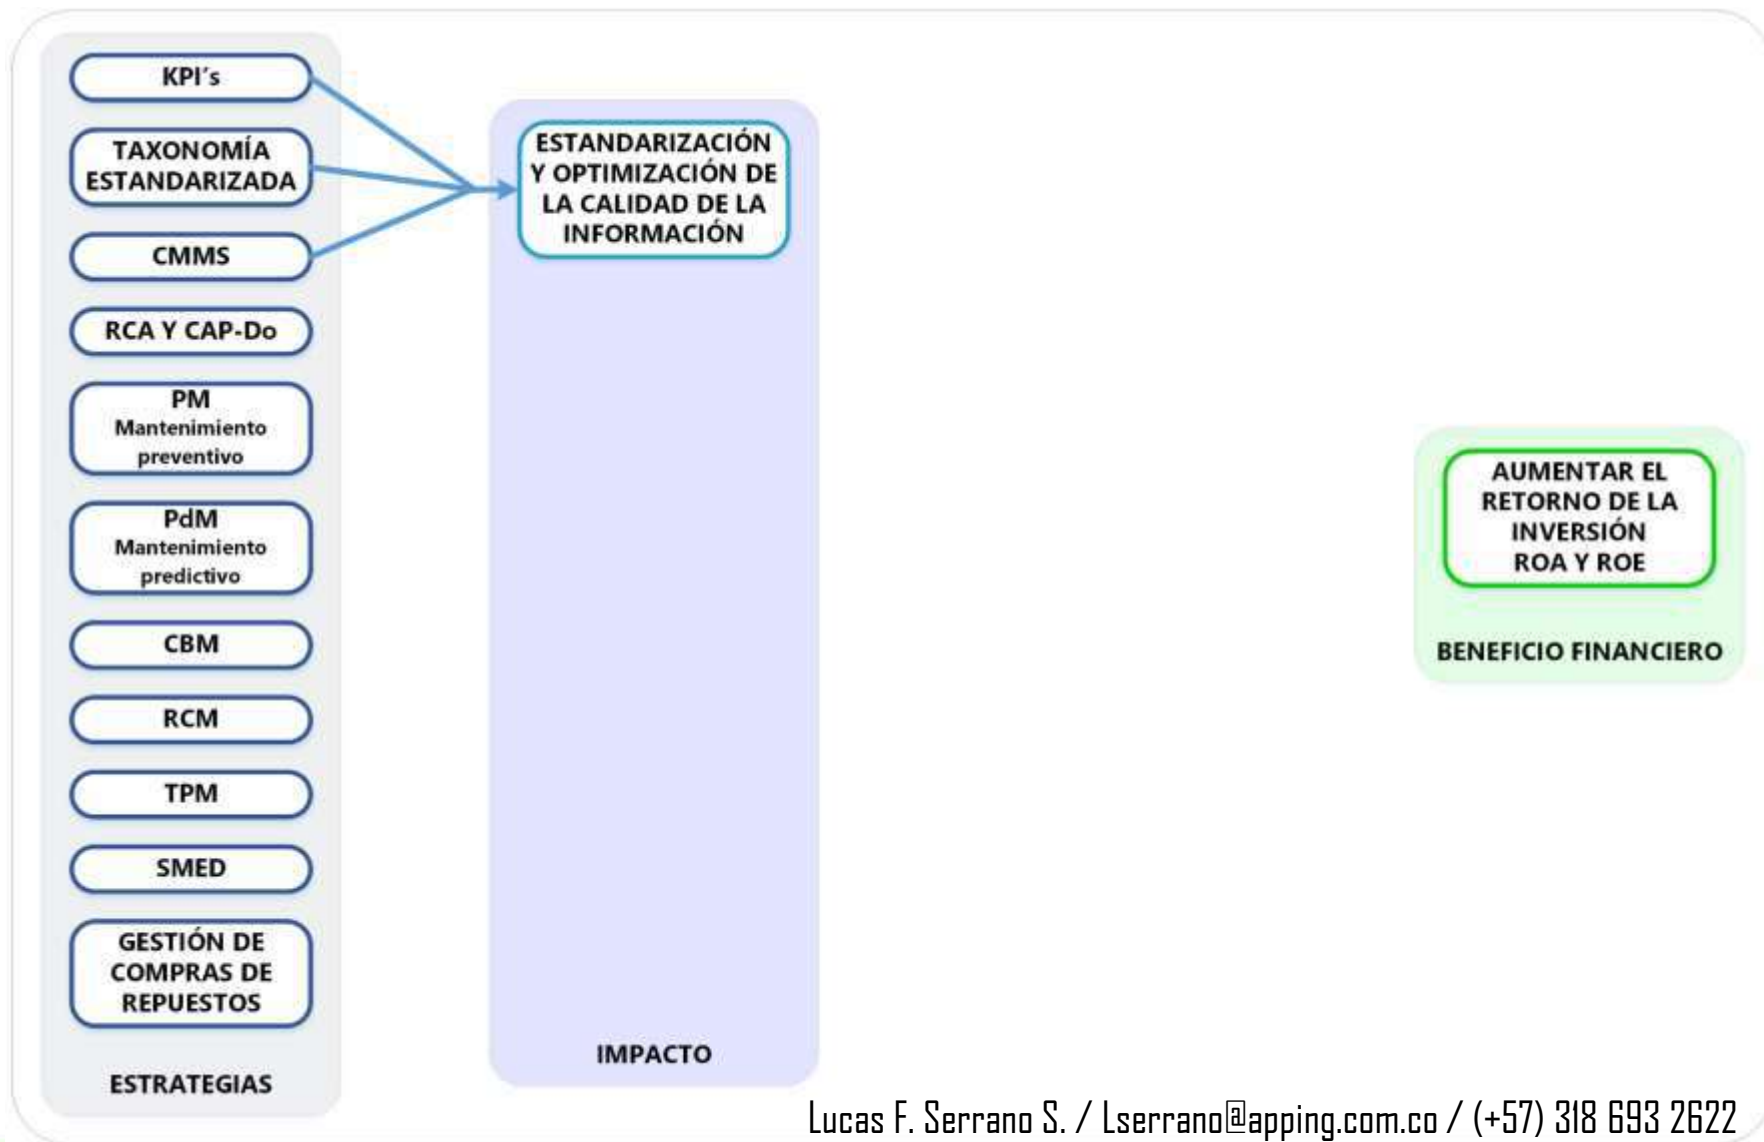 KPI´s
TAXONOMÍA
ESTANDARIZADA
CMMS
RCA Y CAP-Do
PM
Mantenimiento
preventivo
PdM
Mantenimiento
predictivo
CBM
RCM
TPM
SMED
GESTIÓN DE
COMPRAS DE
REPUESTOS
ESTRATEGIAS
ESTANDARIZACIÓN
Y OPTIMIZACIÓN DE
LA CALIDAD DE LA
INFORMACIÓN
IMPACTO
AUMENTAR EL
RETORNO DE LA
INVERSIÓN
ROA Y ROE
BENEFICIO FINANCIERO
Lucas F. Serrano S. / Lserrano@apping.com.co / (+57) 318 693 2622